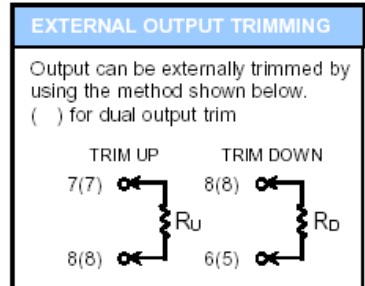 EXTERNAL OUTPUT TRIMMING
Output can be externally trimmed by
using the method shown below.
( ) for dual output trim
TRIM UP TRIM DOWN
7(7) 8(8)
RU RD
8(8) 6(5)